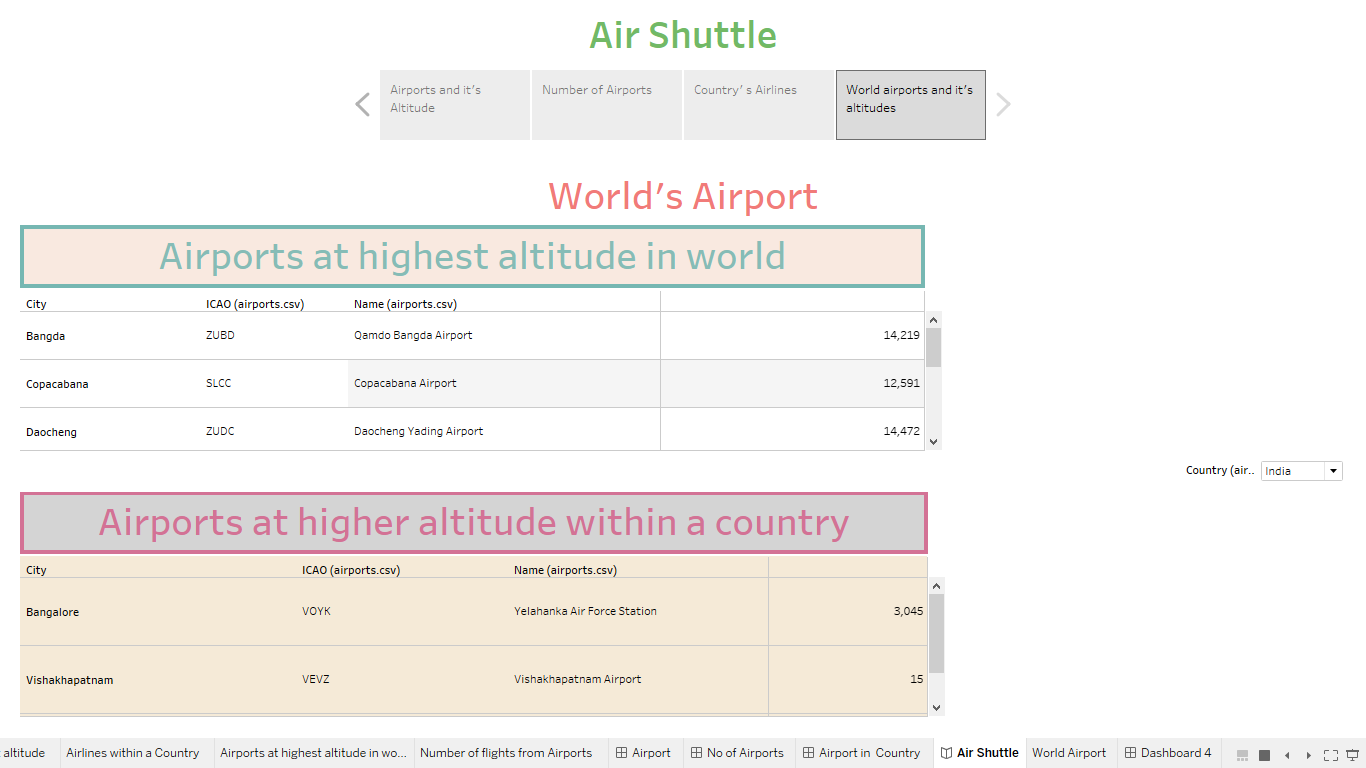 Air Shuttle
Airports and it's
Altitude
Number of Airports
Country' s Airlines
World airports and it's
altitudes
World's Airport
Airports at highest altitude in world
City ICAO (airports.csv) Name (airports.csv)
Bangda ZUBD Qamdo Bangda Airport 14,219
Copacabana SLCC Copacabana Airport 12,591
Daocheng ZUDC Daocheng Yading Airport 14,472
Country (air.. India
Airports at higher altitude within a country
City ICAO (airports.csv) Name (airports.csv)
Bangalore VOYK Yelahanka Air Force Station 3,045
Vishakhapatnam VEVZ Vishakhapatnam Airport 15
altitude Airlines within a Country Airports at highest altitude in wo... Number of flights from Airports Airport No of Airports Airport in Country Air Shuttle World Airport Dashboard 4